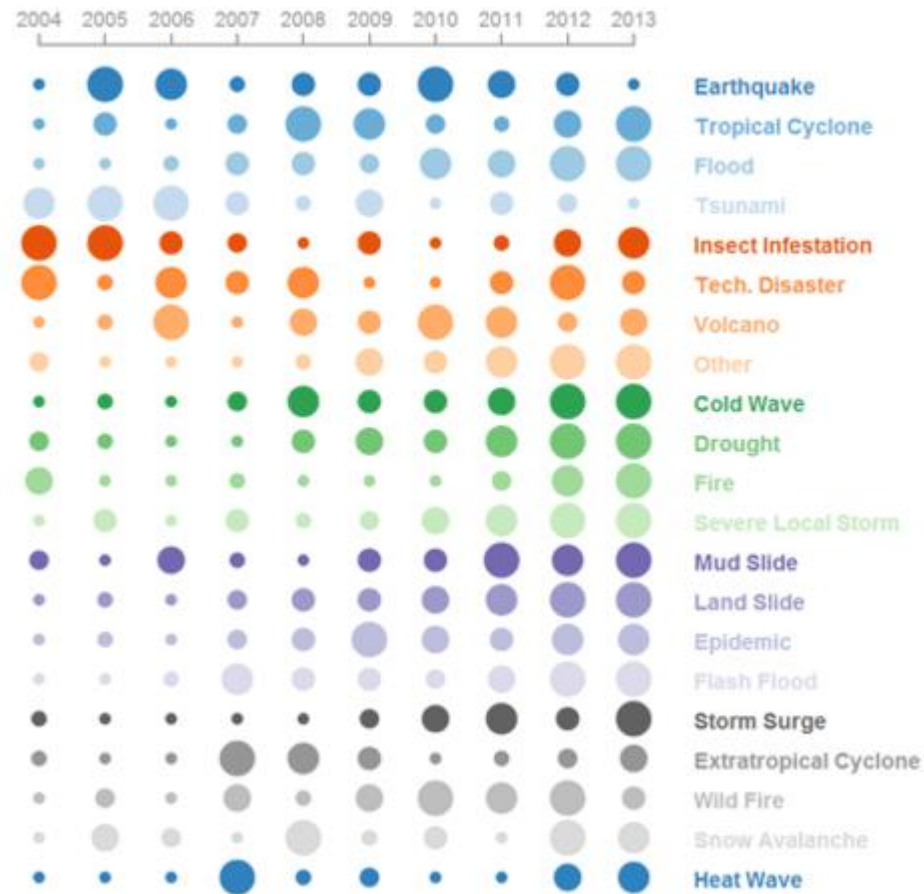 2004 2005 2006 2007 2008 2009 2010 2011 2012 2013
Earthquake
Tropical Cyclone
Flood
Tsunami
Insect Infestation
Tech. Disaster
Volcano
Other
Cold Wave
Drought
Fire
Severe Local Storm
Mud Slide
Land Slide
Epidemic
Flash Flood
Storm Surge
Extratropical Cyclone
Wild Fire
Snow Avalanche
Heat Wave